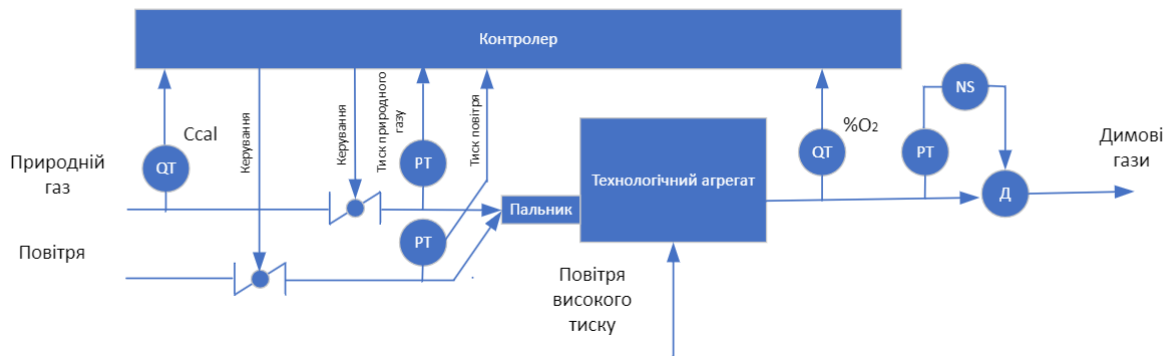 Контролер
Ccal
Керування
Керування
Тиск природного
газу
Тиск повітря
%O₂
NS
QT
PT
QT
PT
Природній
газ
Димові
гази
Технологічний агрегат
Пальник
Д
PT
Повітря
Повітря
високого
тиску